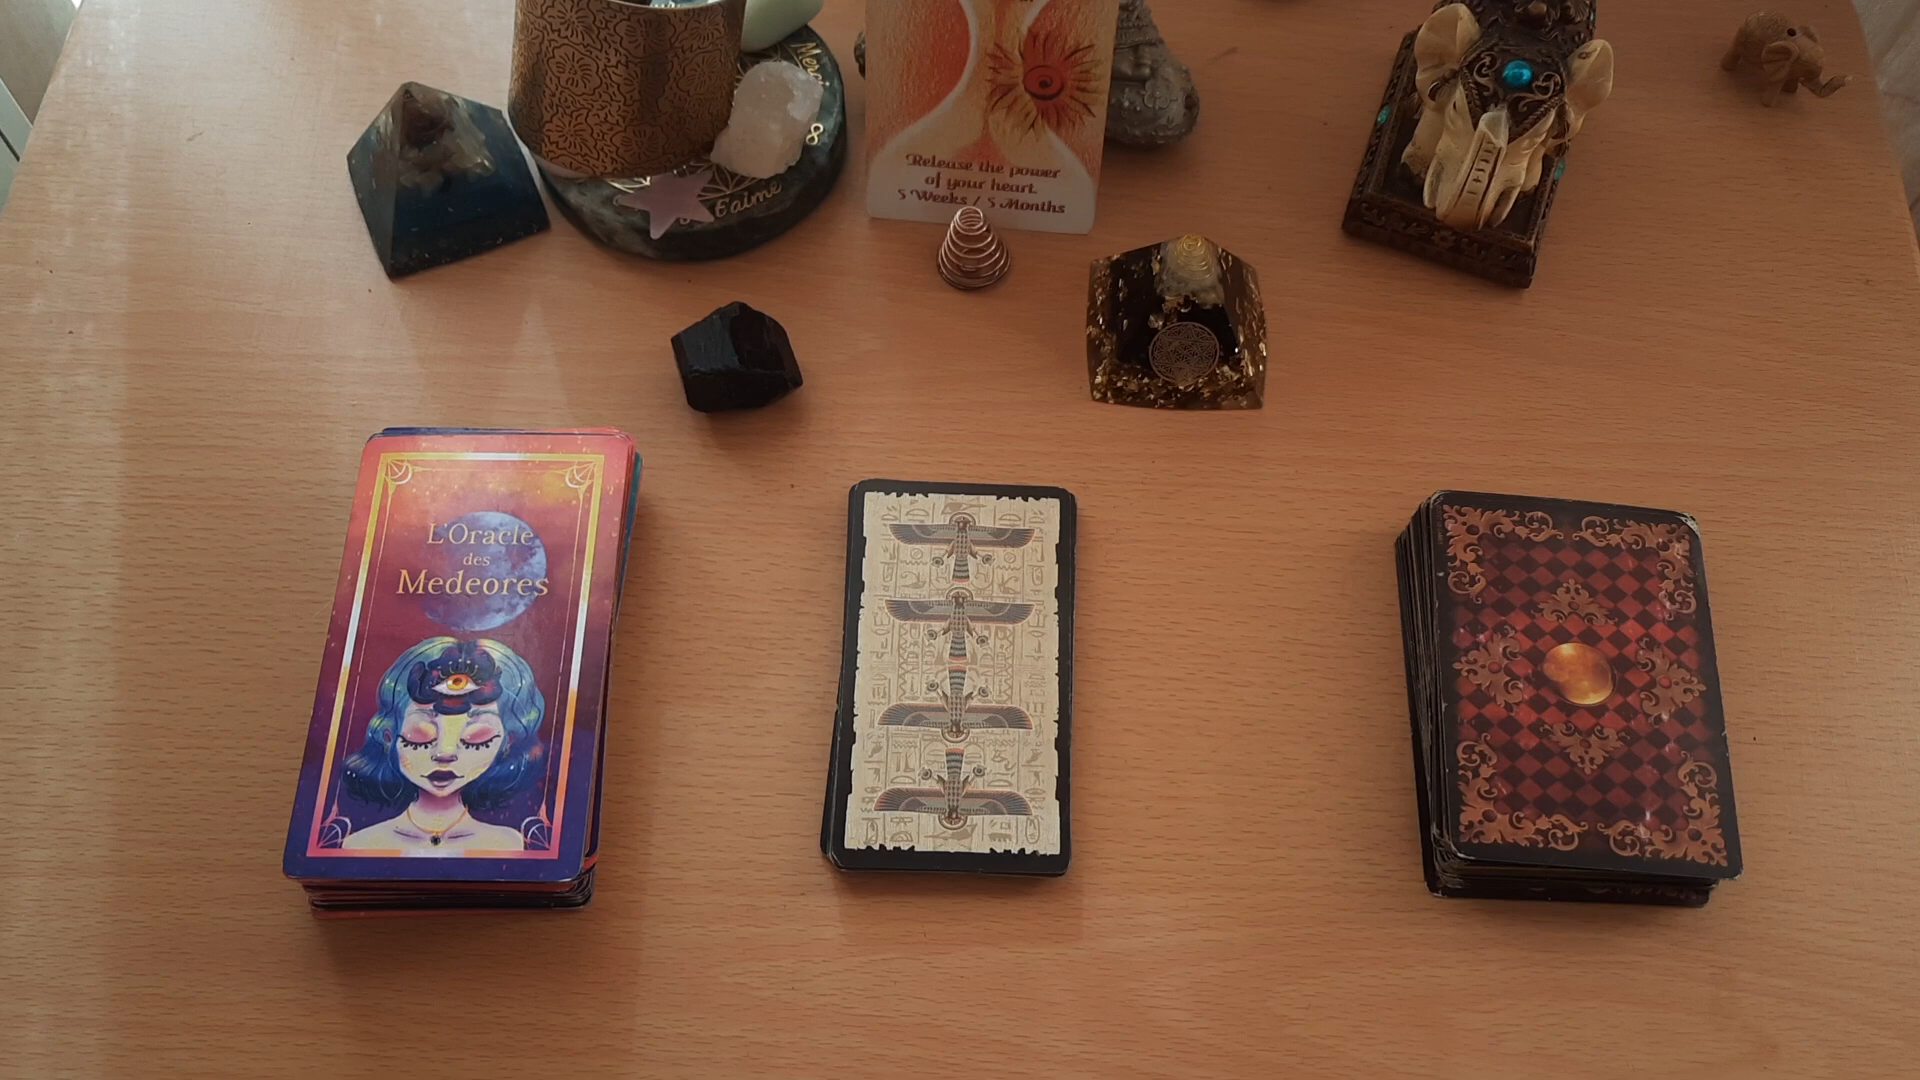 Merci
t'aime
Release the power
of your heart.
5 Weeks / 5 Months
L'Oracle
des
Medeores